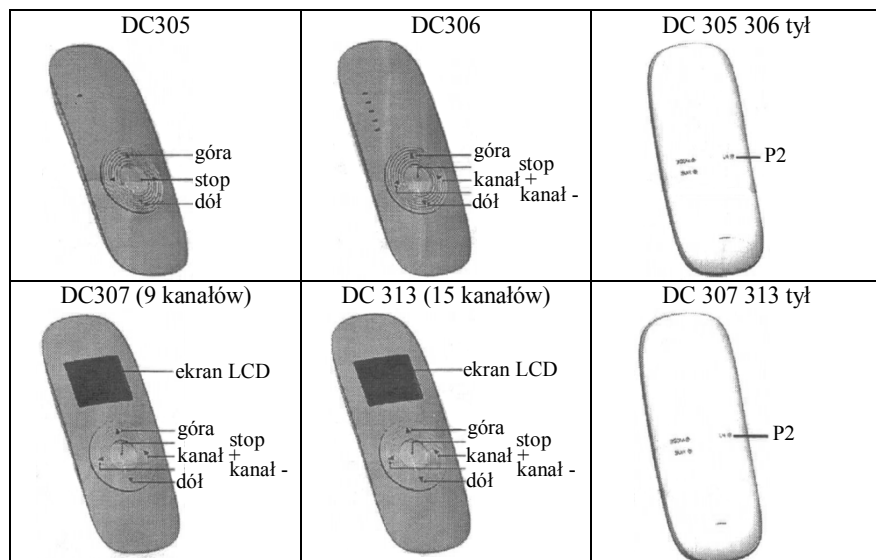 DC305
góra
stop
dół
DC306
góra
stop
kanał +
kanał -
dół
DC 305 306 tył
P2
DC307 (9 kanałów)
ekran LCD
góra
stop
kanał +
kanał -
dół
DC 313 (15 kanałów)
ekran LCD
góra
stop
kanał +
kanał -
dół
DC 307 313 tył
P2